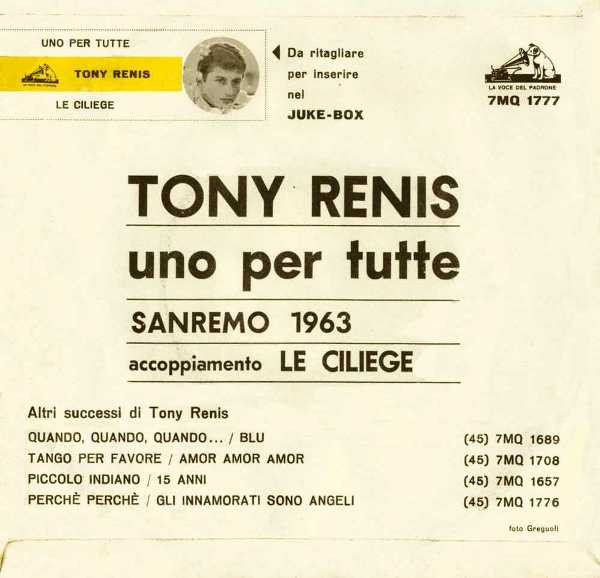 UNO PER TUTTE
TONY RENIS
LE CILIEGE
Da ritagliare
per inserire
nel
JUKE-BOX
LA VOCE DEL PADRONE
7MQ 1777
TONY RENIS
uno per tutte
SANREMO 1963
accoppiamento LE CILIEGE
Altri successi di Tony Renis
QUANDO, QUANDO, QUANDO... / BLU (45) 7MQ 1689
TANGO PER FAVORE / AMOR AMOR AMOR (45) 7MQ 1708
PICCOLO INDIANO / 15 ANNI (45) 7MQ 1657
PERCHÈ PERCHÈ / GLI INNAMORATI SONO ANGELI (45) 7MQ 1776
foto Greguoli